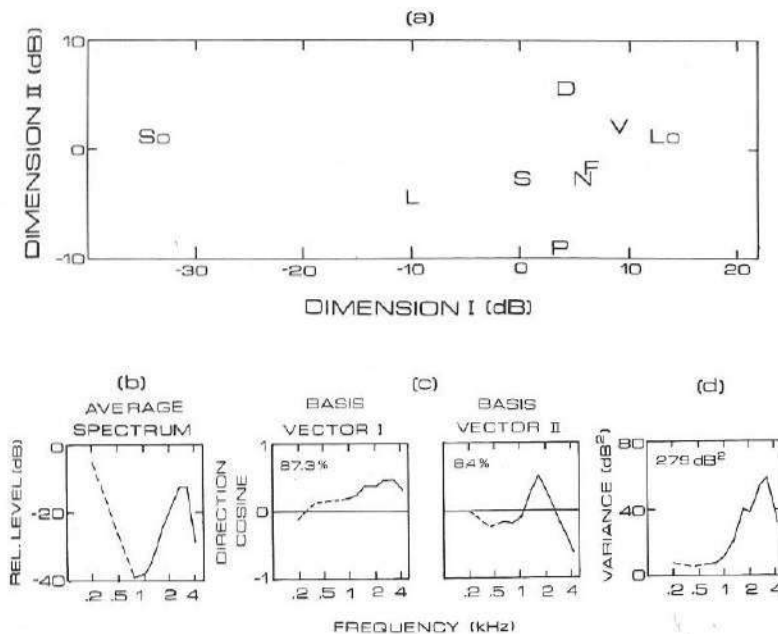 (a)
10
0
-10
DIMENSION II (dB)
So
L
S
D
V
Lo
N
F
P
-30
-10
0
10
20
DIMENSION I (dB)
(b)
(c)
(d)
AVERAGE
SPECTRUM
BASIS
VECTOR I
BASIS
VECTOR II
REL. LEVEL (dB)
0
-20
-40
DIRECTION
COSINE
1
0
-1
87.3%
8.4%
VARIANCE (dB²)
80
40
0
279 dB²
.2 .5 1 2 4
.2 .5 1 2 4
.2 .5 1 2 4
.2 .5 1 2 4
FREQUENCY (kHz)